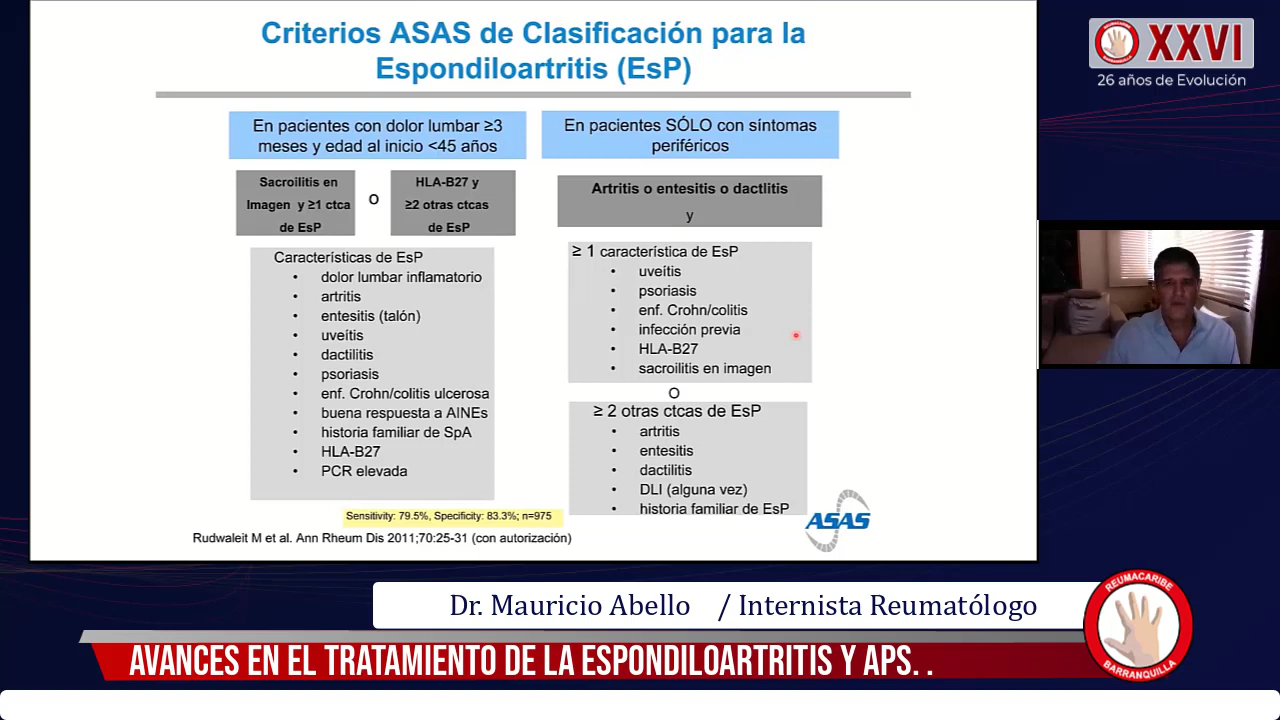 Criterios ASAS de Clasificación para la
Espondiloartritis (EsP)
En pacientes con dolor lumbar ≥3
meses y edad al inicio <45 años
En pacientes SÓLO con síntomas
periféricos
Sacroilitis en
Imagen y ≥1 ctca
de EsP
O
HLA-B27 y
≥2 otras ctcas
de EsP
Artritis o entesitis o dactlitis
y
Características de EsP
• dolor lumbar inflamatorio
• artritis
• entesitis (talón)
• uveítis
• dactilitis
• psoriasis
• enf. Crohn/colitis ulcerosa
• buena respuesta a AINEs
• historia familiar de SpA
• HLA-B27
• PCR elevada
≥ 1 característica de EsP
• uveítis
• psoriasis
• enf. Crohn/colitis
• infección previa
• HLA-B27
• sacroilitis en imagen
O
≥ 2 otras ctcas de EsP
• artritis
• entesitis
• dactilitis
• DLI (alguna vez)
• historia familiar de EsP
Sensitivity: 79.5%, Specificity: 83.3%; n=975
Rudwaleit M et al. Ann Rheum Dis 2011;70:25-31 (con autorización)
ASAS
XXVI
26 años de Evolución
Dr. Mauricio Abello / Internista Reumatólogo
AVANCES EN EL TRATAMIENTO DE LA ESPONDILOARTRITIS Y APS. .
REUMACARIBE
BARRANQUILLA